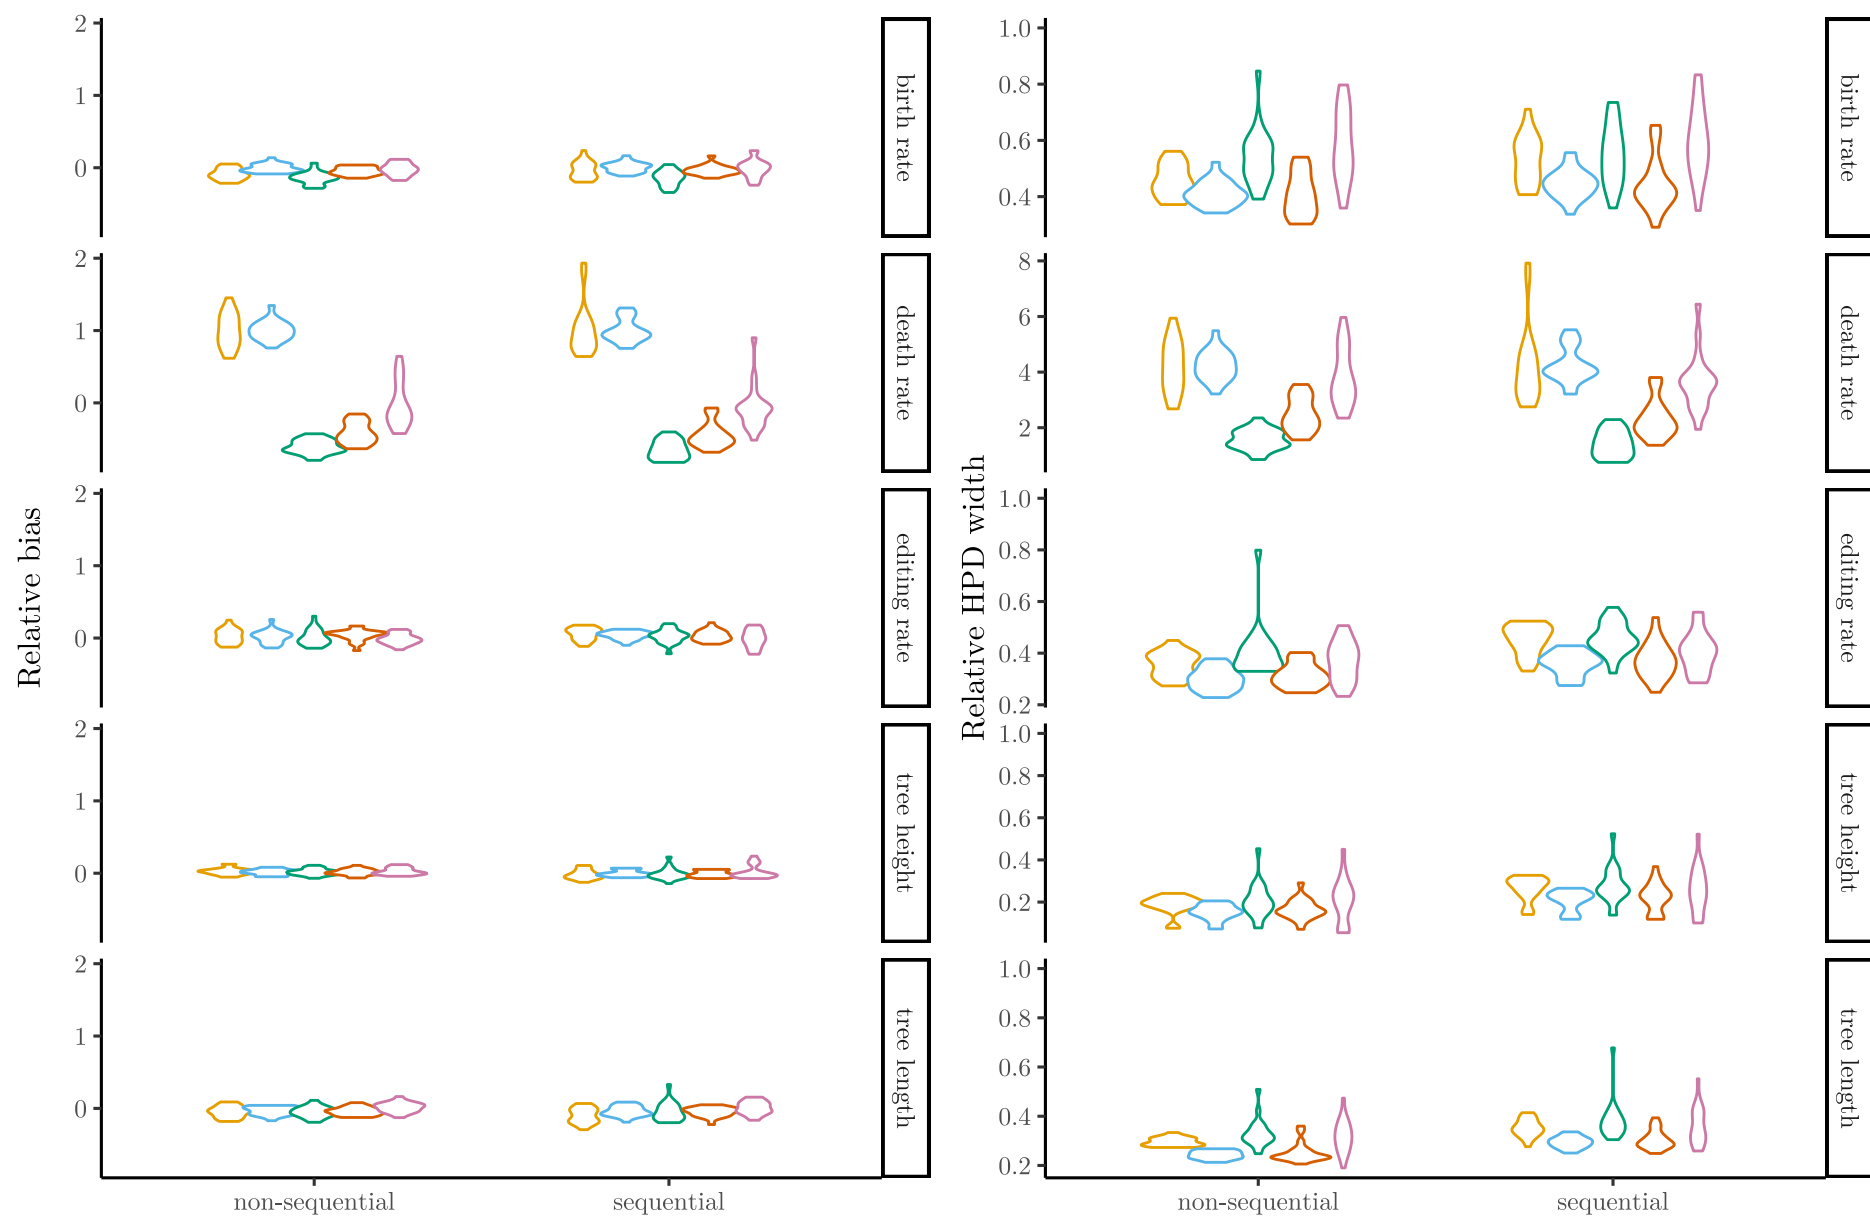 Relative bias
2
1
0
birth rate
2
1
0
death rate
2
1
0
editing rate
2
1
0
tree height
2
1
0
tree length
non-sequential
sequential
Relative HPD width
1.0
0.8
0.6
0.4
birth rate
8
6
4
2
death rate
1.0
0.8
0.6
0.4
0.2
editing rate
1.0
0.8
0.6
0.4
0.2
tree height
1.0
0.8
0.6
0.4
0.2
tree length
non-sequential
sequential